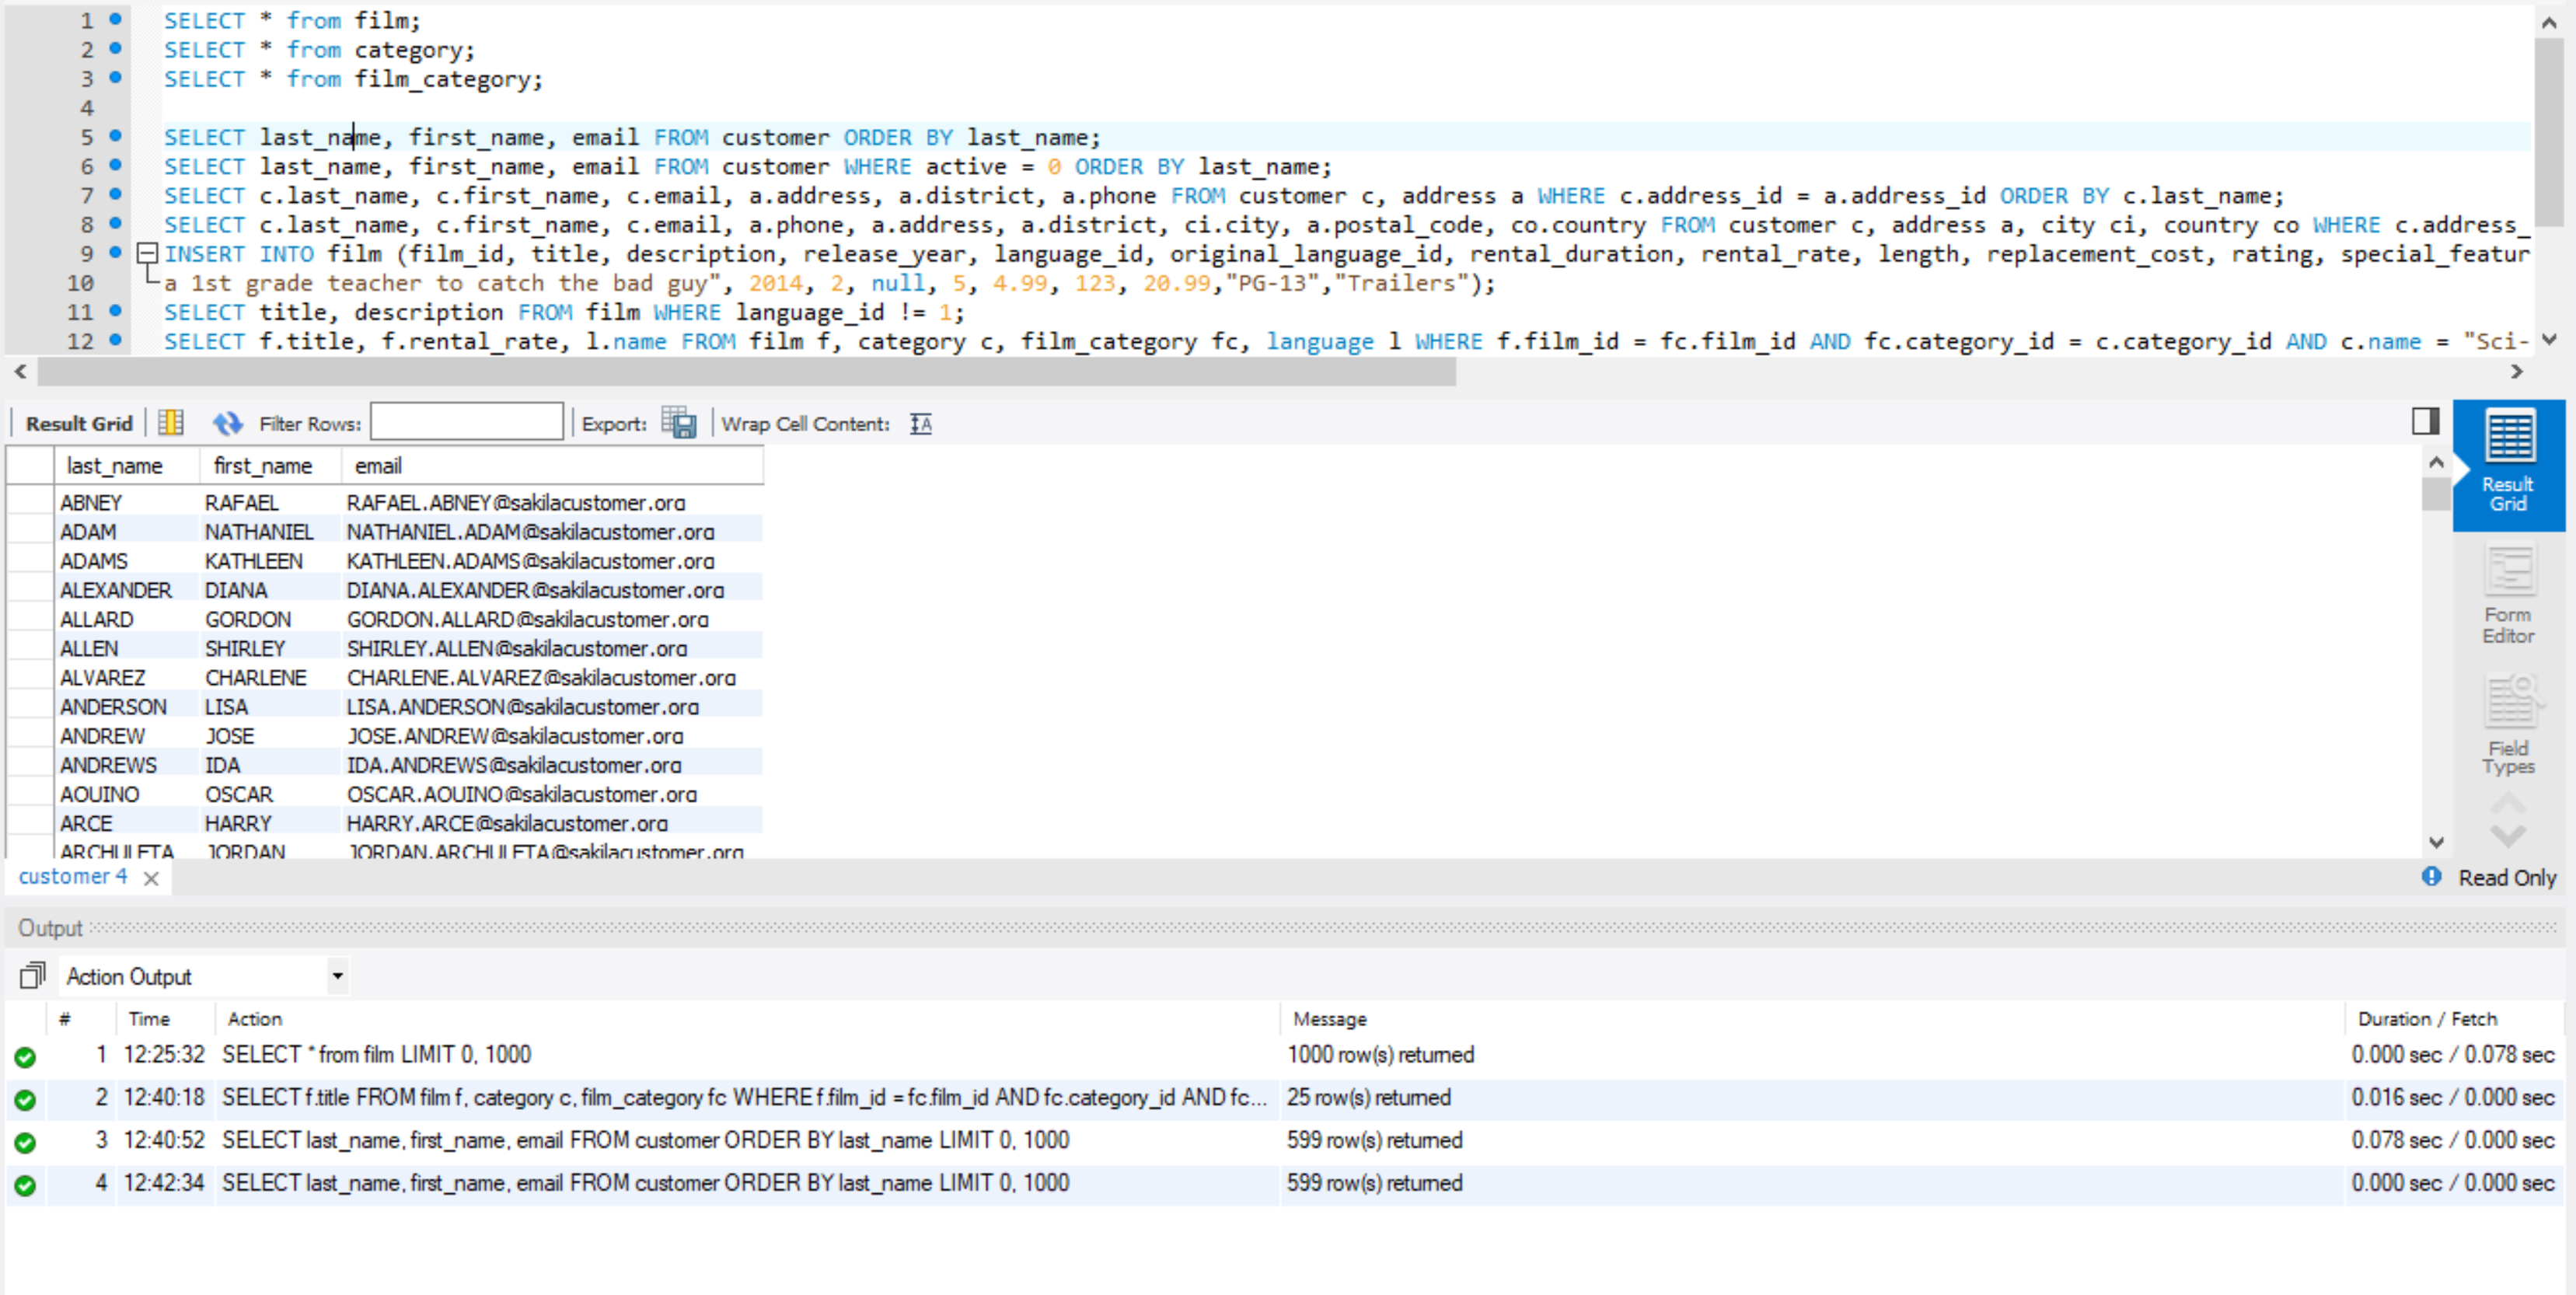 1 SELECT * from film;
2 SELECT * from category;
3 SELECT * from film_category;
4
5 SELECT last_name, first_name, email FROM customer ORDER BY last_name;
6 SELECT last_name, first_name, email FROM customer WHERE active = 0 ORDER BY last_name;
7 SELECT c.last_name, c.first_name, c.email, a.address, a.district, a.phone FROM customer c, address a WHERE c.address_id = a.address_id ORDER BY c.last_name;
8 SELECT c.last_name, c.first_name, c.email, a.phone, a.address, a.district, ci.city, a.postal_code, co.country FROM customer c, address a, city ci, country co WHERE c.address_
9 INSERT INTO film (film_id, title, description, release_year, language_id, original_language_id, rental_duration, rental_rate, length, replacement_cost, rating, special_featur
10 a 1st grade teacher to catch the bad guy", 2014, 2, null, 5, 4.99, 123, 20.99,"PG-13","Trailers");
11 SELECT title, description FROM film WHERE language_id != 1;
12 SELECT f.title, f.rental_rate, l.name FROM film f, category c, film_category fc, language l WHERE f.film_id = fc.film_id AND fc.category_id = c.category_id AND c.name = "Sci-
Result Grid Filter Rows: Export: Wrap Cell Content:
last_name first_name email
ABNEY RAFAEL RAFAEL.ABNEY@sakilacustomer.org
ADAM NATHANIEL NATHANIEL.ADAM@sakilacustomer.org
ADAMS KATHLEEN KATHLEEN.ADAMS@sakilacustomer.org
ALEXANDER DIANA DIANA.ALEXANDER@sakilacustomer.org
ALLARD GORDON GORDON.ALLARD@sakilacustomer.org
ALLEN SHIRLEY SHIRLEY.ALLEN@sakilacustomer.org
ALVAREZ CHARLENE CHARLENE.ALVAREZ@sakilacustomer.org
ANDERSON LISA LISA.ANDERSON@sakilacustomer.org
ANDREW JOSE JOSE.ANDREW@sakilacustomer.org
ANDREWS IDA IDA.ANDREWS@sakilacustomer.org
AQUINO OSCAR OSCAR.AQUINO@sakilacustomer.org
ARCE HARRY HARRY.ARCE@sakilacustomer.org
ARCHULETA JORDAN JORDAN.ARCHULETA@sakilacustomer.org
Result
Grid
Form
Editor
Field
Types
customer 4 Read Only
Output
Action Output
# Time Action Message Duration / Fetch
1 12:25:32 SELECT * from film LIMIT 0, 1000 1000 row(s) returned 0.000 sec / 0.078 sec
2 12:40:18 SELECT f.title FROM film f, category c, film_category fc WHERE f.film_id = fc.film_id AND fc.category_id AND fc... 25 row(s) returned 0.016 sec / 0.000 sec
3 12:40:52 SELECT last_name, first_name, email FROM customer ORDER BY last_name LIMIT 0, 1000 599 row(s) returned 0.078 sec / 0.000 sec
4 12:42:34 SELECT last_name, first_name, email FROM customer ORDER BY last_name LIMIT 0, 1000 599 row(s) returned 0.000 sec / 0.000 sec